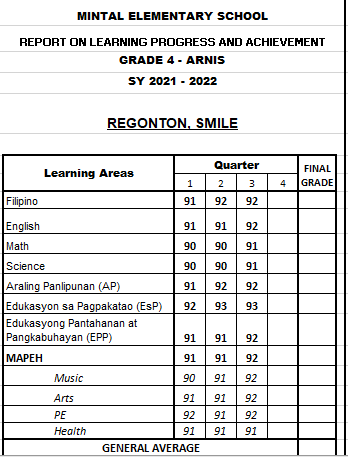 MINTAL ELEMENTARY SCHOOL
REPORT ON LEARNING PROGRESS AND ACHIEVEMENT
GRADE 4 - ARNIS
SY 2021 - 2022
REGONTON, SMILE
Learning Areas Quarter FINAL GRADE
1 2 3 4
Filipino 91 92 92
English 91 91 92
Math 90 90 91
Science 90 90 91
Araling Panlipunan (AP) 91 92 92
Edukasyon sa Pagpakatao (EsP) 92 93 93
Edukasyong Pantahanan at
Pangkabuhayan (EPP) 91 91 92
MAPEH 91 91 92
Music 90 91 92
Arts 91 91 92
PE 92 91 92
Health 91 91 91
GENERAL AVERAGE